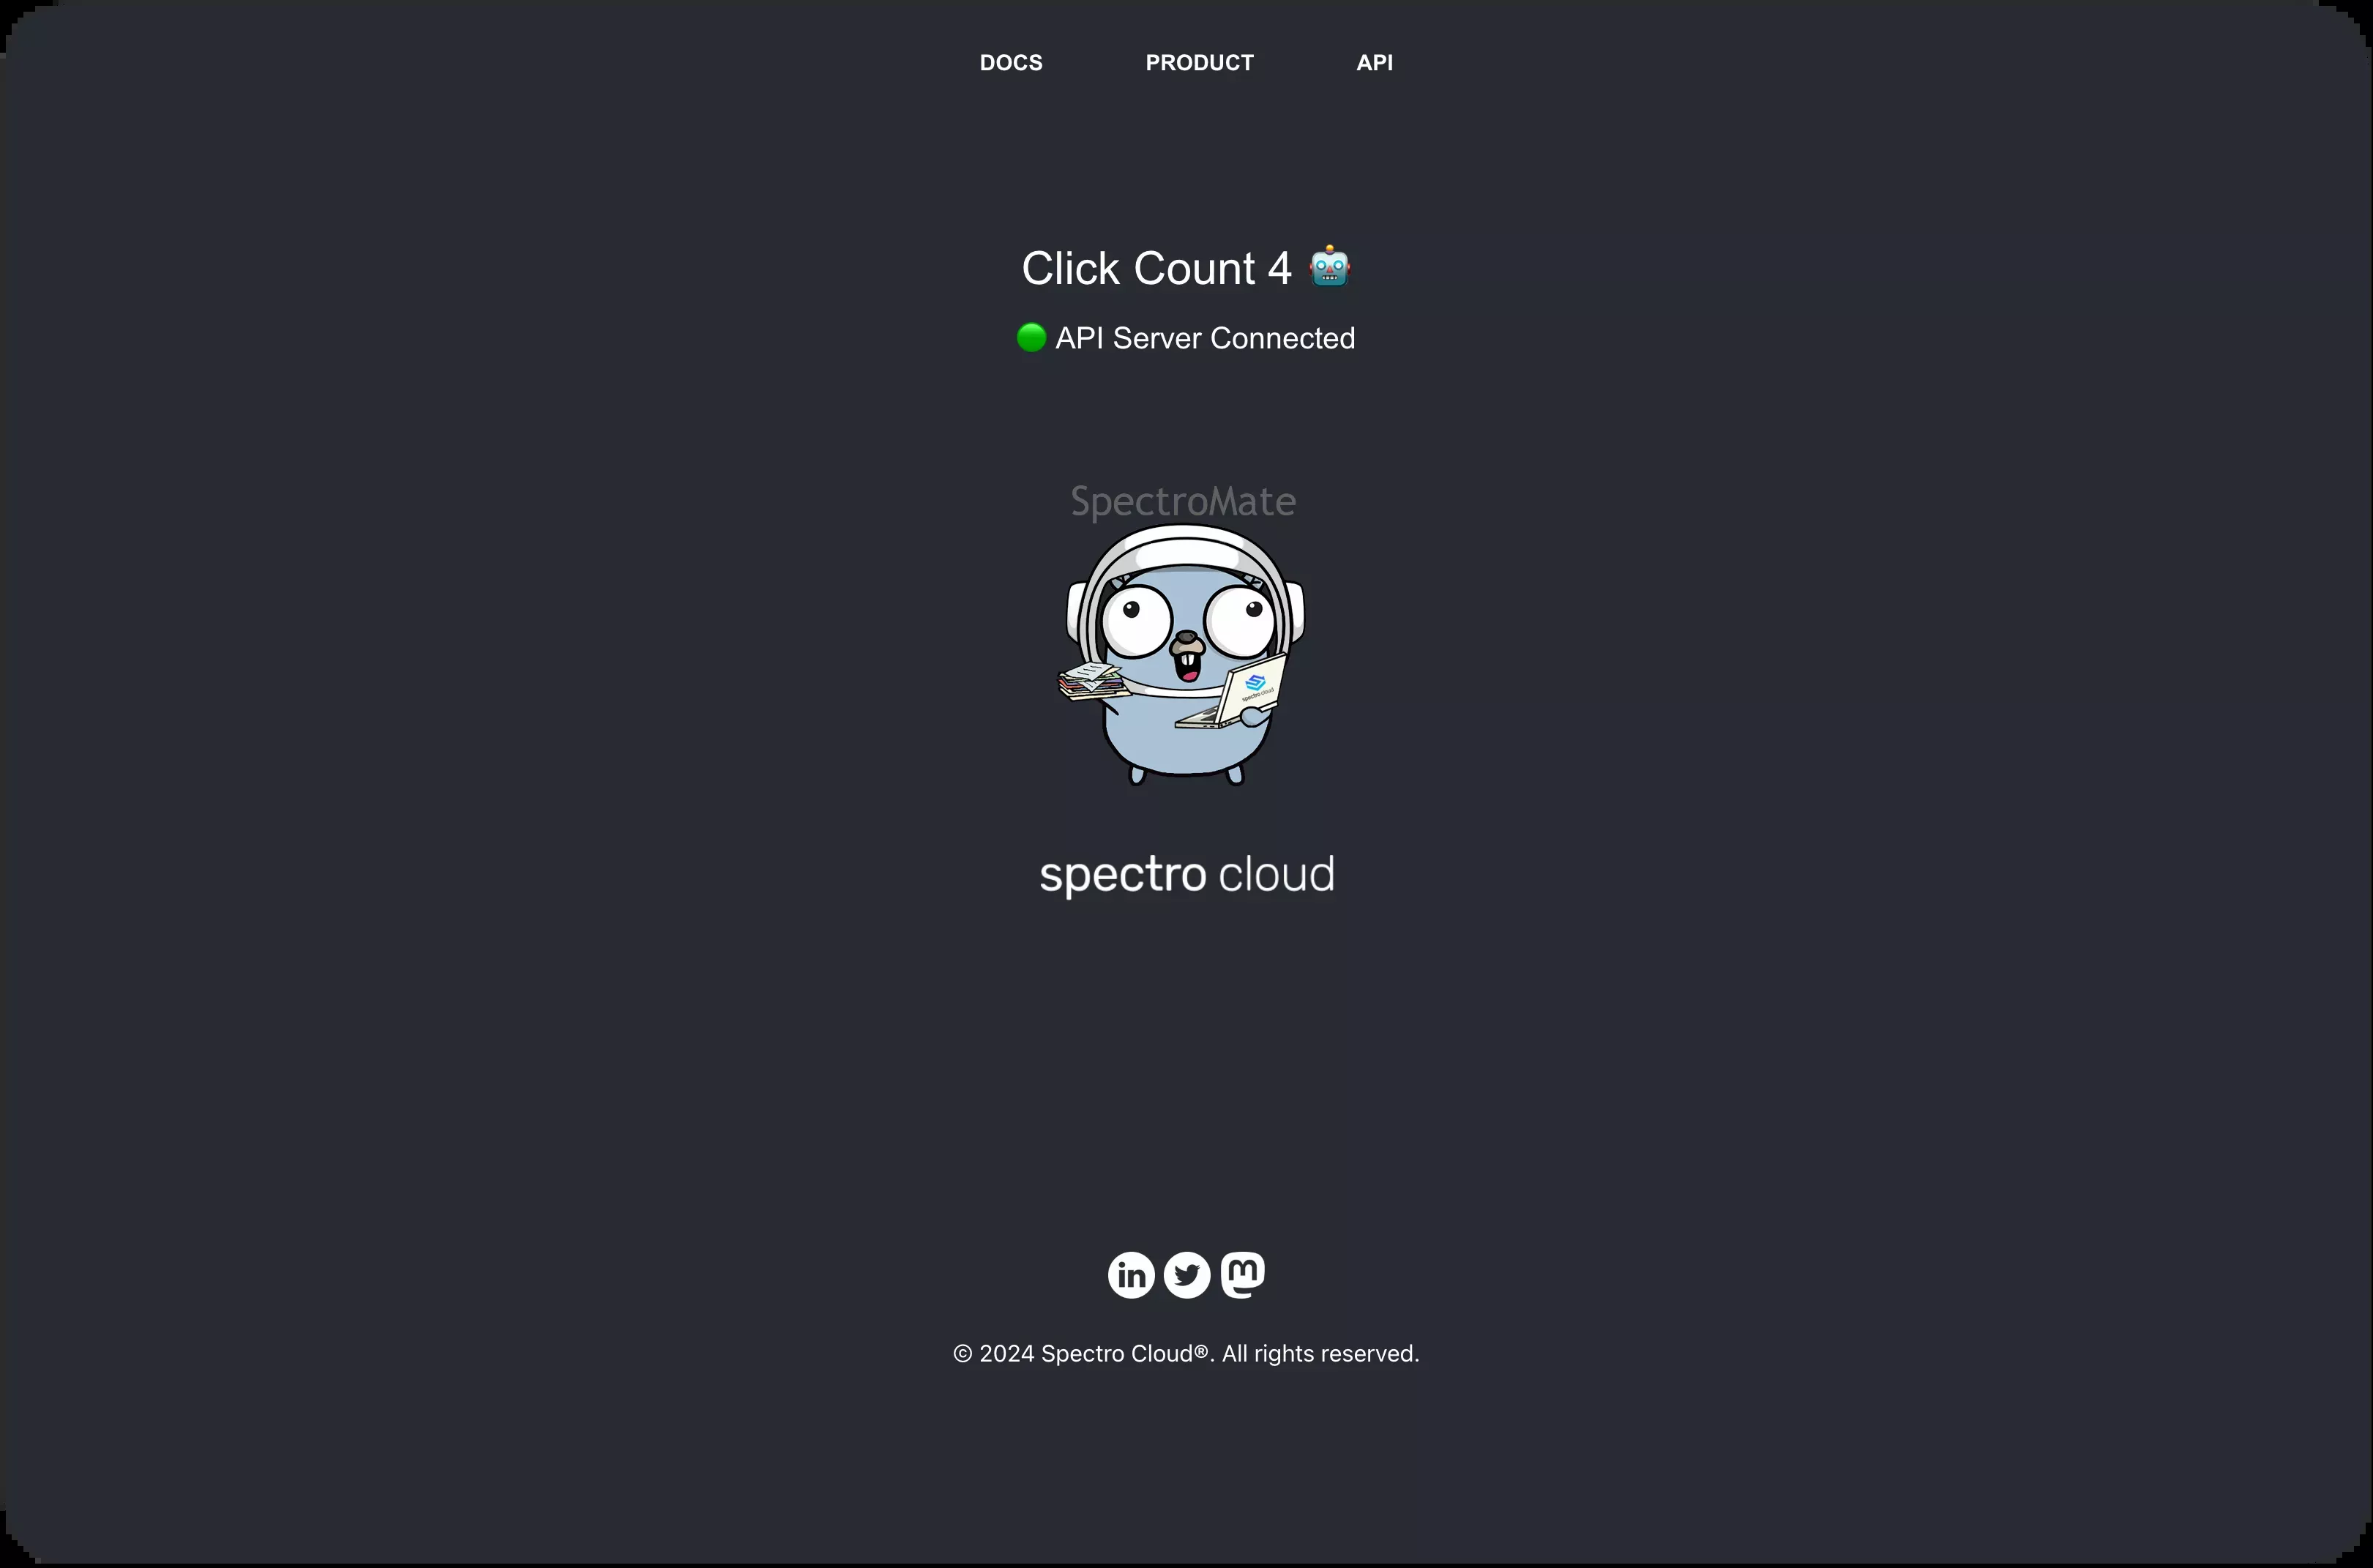 DOCS PRODUCT API
Click Count 4 🤖
API Server Connected
SpectroMate
spectro cloud
spectro cloud
in
m
© 2024 Spectro Cloud®. All rights reserved.